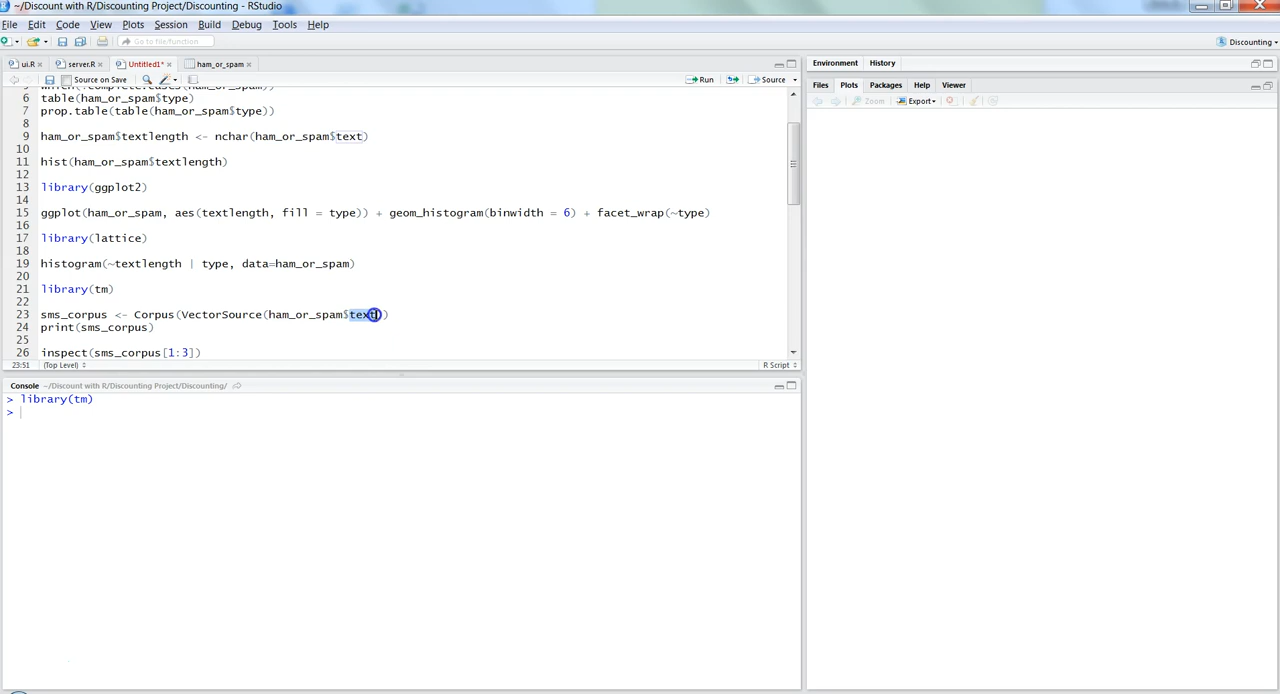 ~/Discount with R/Discounting Project/Discounting - RStudio
File Edit Code View Plots Session Build Debug Tools Help
Go to file/function Discounting
ui.R server.R Untitled1* ham_or_spam Environment History
Source on Save Run Source Files Plots Packages Help Viewer
Zoom Export
6 table(ham_or_spam$type)
7 prop.table(table(ham_or_spam$type))
8
9 ham_or_spam$textlength <- nchar(ham_or_spam$text)
10
11 hist(ham_or_spam$textlength)
12
13 library(ggplot2)
14
15 ggplot(ham_or_spam, aes(textlength, fill = type)) + geom_histogram(binwidth = 6) + facet_wrap(~type)
16
17 library(lattice)
18
19 histogram(~textlength | type, data=ham_or_spam)
20
21 library(tm)
22
23 sms_corpus <- Corpus(VectorSource(ham_or_spam$text))
24 print(sms_corpus)
25
26 inspect(sms_corpus[1:3])
23:51 (Top Level) R Script
Console ~/Discount with R/Discounting Project/Discounting/
> library(tm)
>